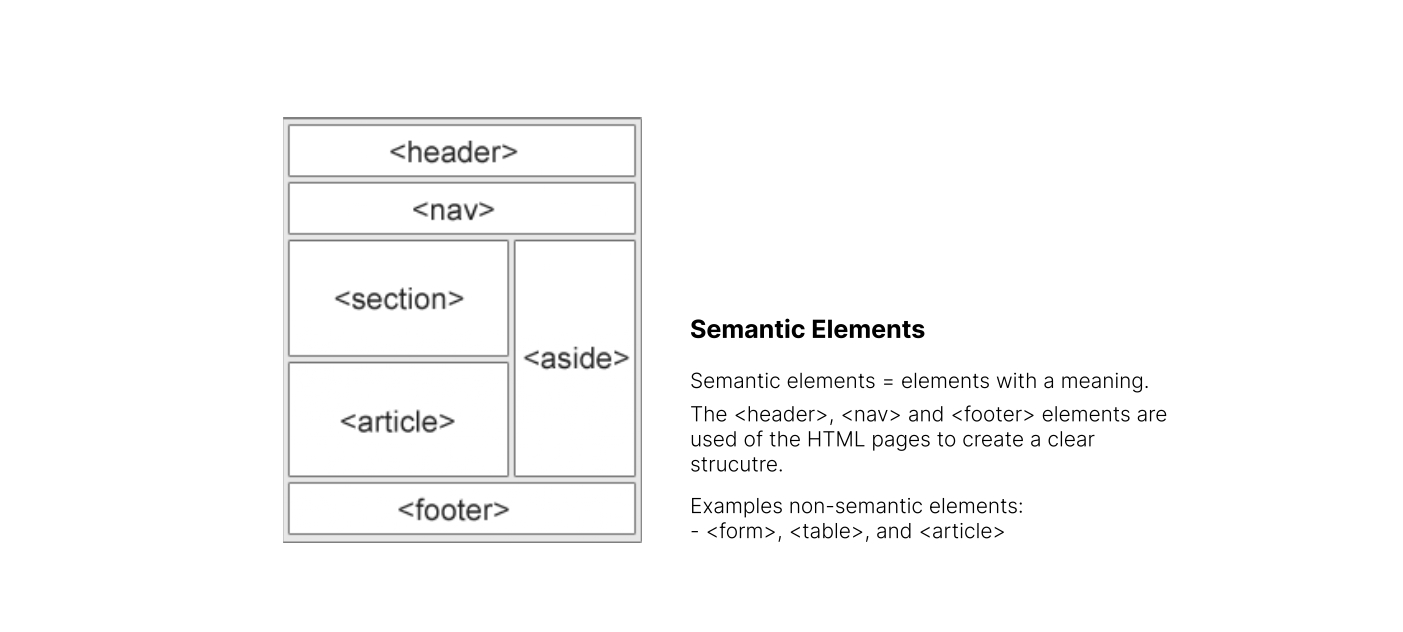 <header>
<nav>
<section>
<aside>
<article>
<footer>
Semantic Elements
Semantic elements = elements with a meaning.
The <header>, <nav> and <footer> elements are
used of the HTML pages to create a clear
strucutre.
Examples non-semantic elements:
- <form>, <table>, and <article>